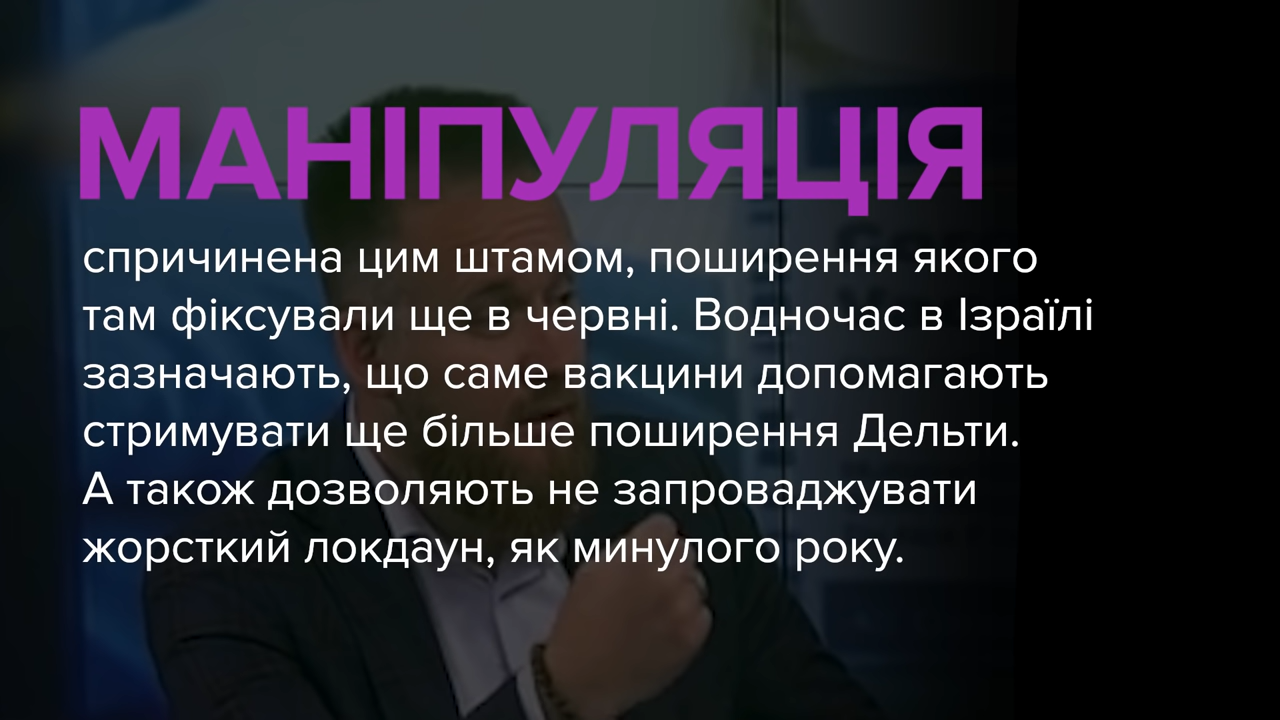 МАНІПУЛЯЦІЯ
спричинена цим штамом, поширення якого
там фіксували ще в червні. Водночас в Ізраїлі
зазначають, що саме вакцини допомагають
стримувати ще більше поширення Дельти.
А також дозволяють не запроваджувати
жорсткий локдаун, як минулого року.